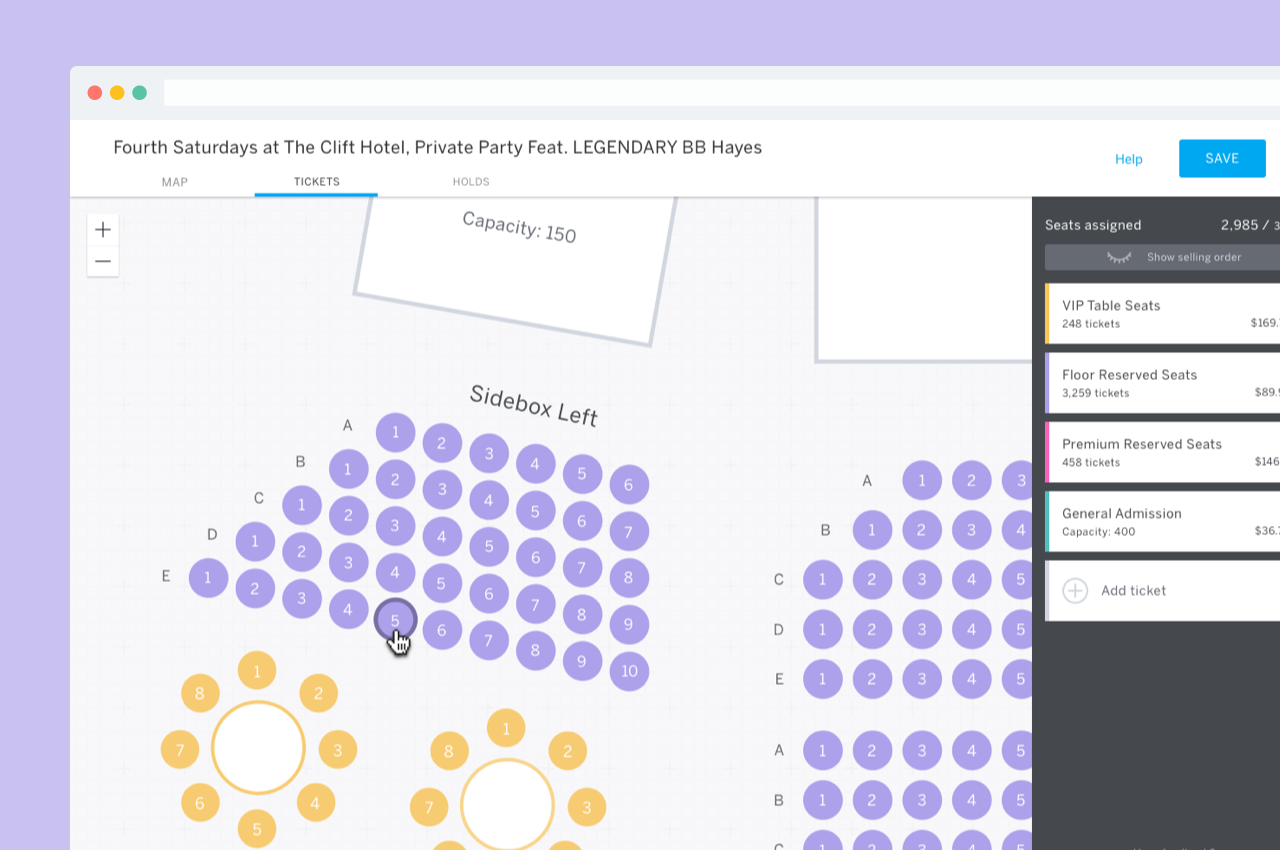 Fourth Saturdays at The Clift Hotel, Private Party Feat. LEGENDARY BB Hayes
Help
SAVE
MAP
TICKETS
HOLDS
+
−
Capacity: 150
Sidebox Left
A 1 2 3 4 5 6
B 1 2 3 4 5 6 7
C 1 2 3 4 5 6 7 8
D 1 2 3 4 5 6 7 8 9
E 1 2 3 4 5 6 7 8 9 10
1
8 2
7 3
6 4
5
1
8 2
7 3
A 1 2 3
B 1 2 3 4
C 1 2 3 4 5
D 1 2 3 4 5
E 1 2 3 4 5
A 1 2 3 4 5
B 1 2 3 4 5
C 1 2 3 4 5
Seats assigned 2,985 / 3
Show selling order
VIP Table Seats
248 tickets $169.
Floor Reserved Seats
3,259 tickets $89.9
Premium Reserved Seats
458 tickets $146
General Admission
Capacity: 400 $36.7
Add ticket